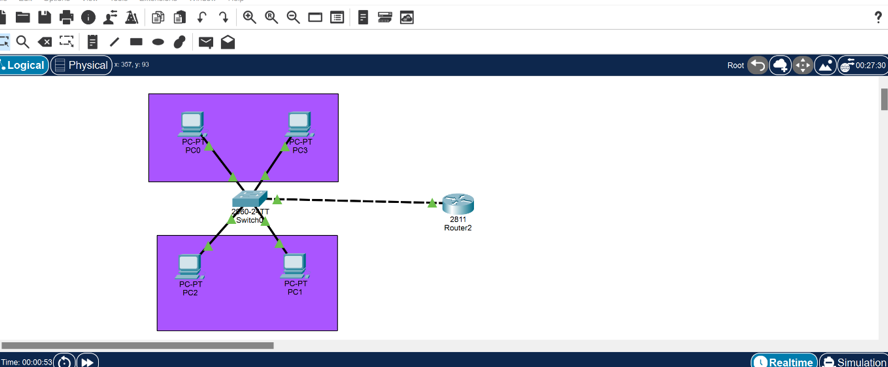 Logical
Physical
x: 357, y: 93
Root
00:27:30
PC-PT
PC0
PC-PT
PC3
2960-24TT
Switch0
2811
Router2
PC-PT
PC2
PC-PT
PC1
Time: 00:00:53
Realtime
Simulation